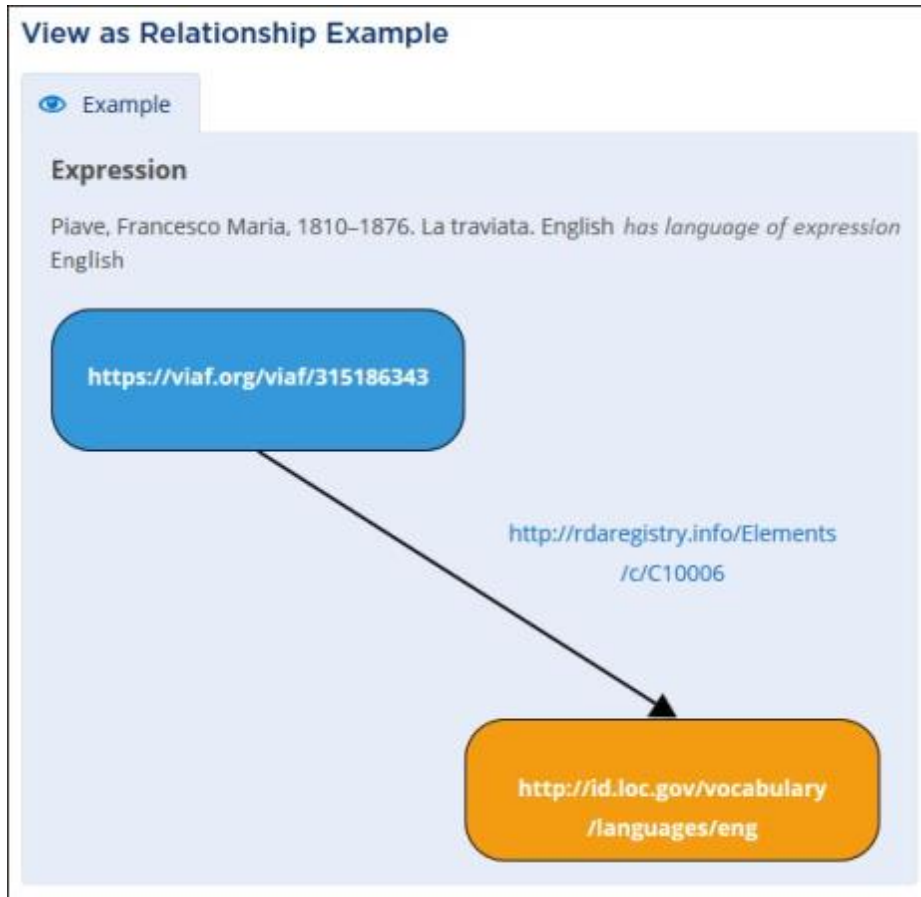 View as Relationship Example
Example
Expression
Piave, Francesco Maria, 1810–1876. La traviata. English has language of expression
English
https://viaf.org/viaf/315186343
http://rdaregistry.info/Elements
/c/C10006
http://id.loc.gov/vocabulary
/languages/eng